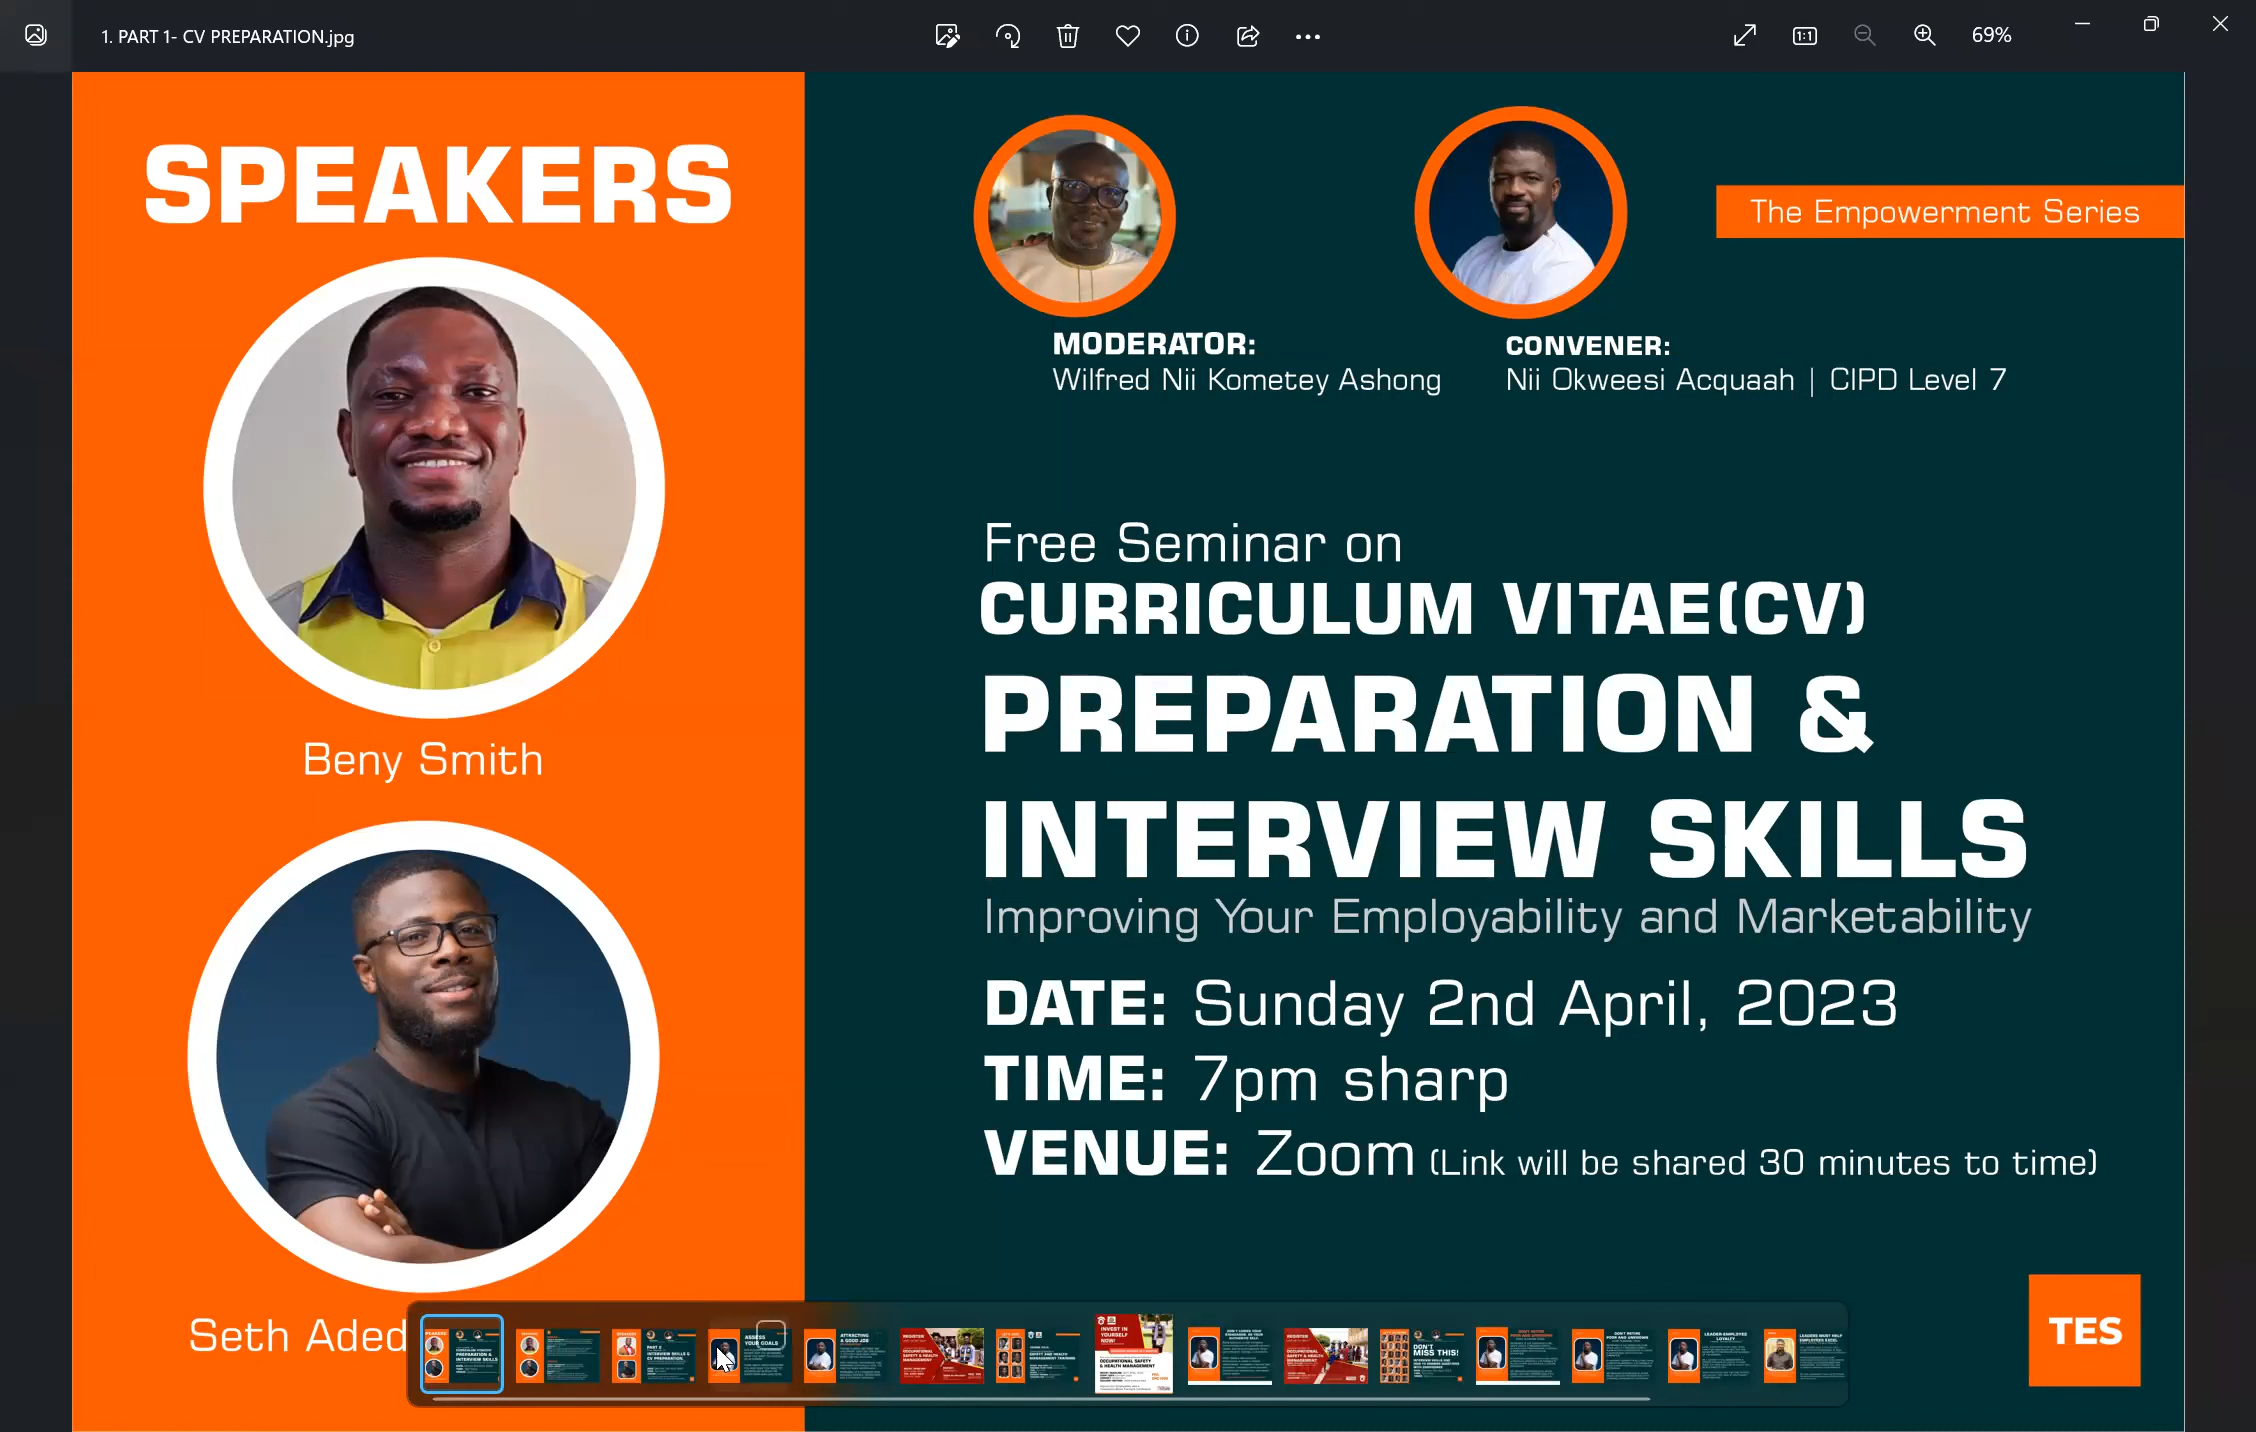 1. PART 1- CV PREPARATION.jpg
69%
SPEAKERS
Beny Smith
Seth Aded
The Empowerment Series
MODERATOR:
Wilfred Nii Kometey Ashong
CONVENER:
Nii Okweesi Acquaah | CIPD Level 7
Free Seminar on
CURRICULUM VITAE(CV)
PREPARATION &
INTERVIEW SKILLS
Improving Your Employability and Marketability
DATE: Sunday 2nd April, 2023
TIME: 7pm sharp
VENUE: Zoom (Link will be shared 30 minutes to time)
TES